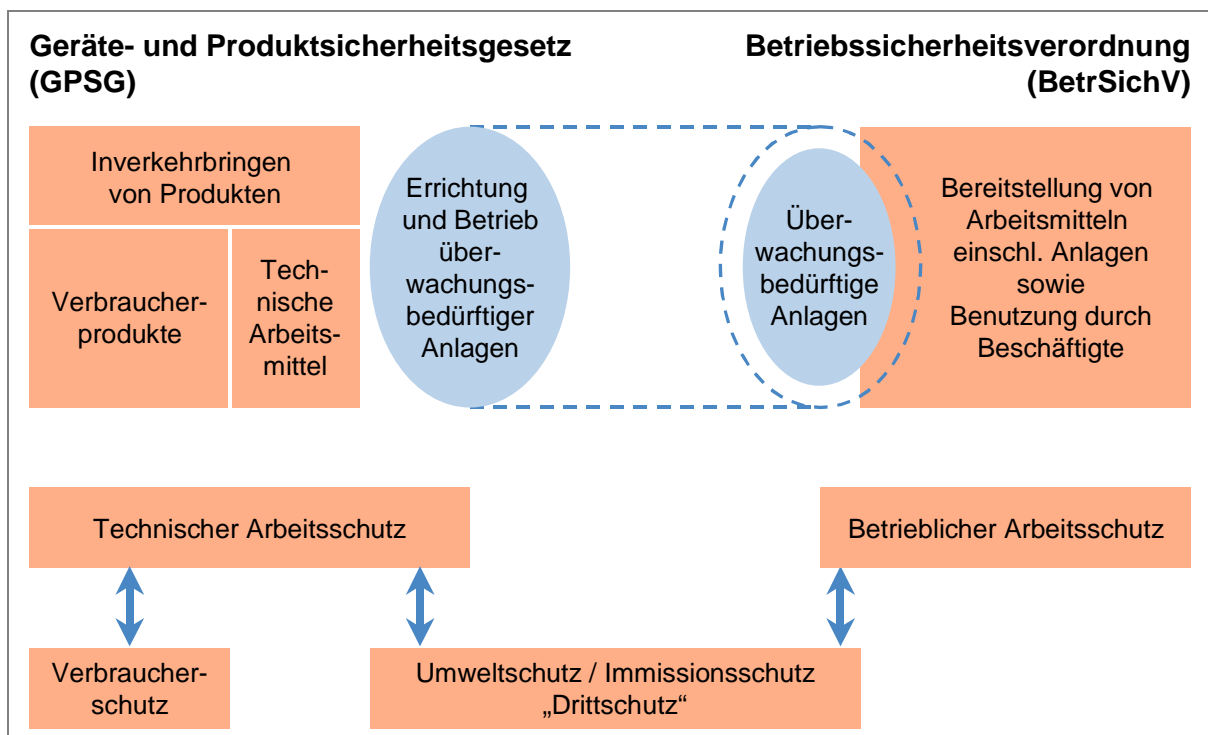 Geräte- und Produktsicherheitsgesetz
(GPSG)
Betriebssicherheitsverordnung
(BetrSichV)
Inverkehrbringen
von Produkten
Verbraucher-
produkte
Tech-
nische
Arbeits-
mittel
Errichtung
und Betrieb
über-
wachungs-
bedürftiger
Anlagen
Über-
wachungs-
bedürftige
Anlagen
Bereitstellung von
Arbeitsmitteln
einschl. Anlagen
sowie
Benutzung durch
Beschäftigte
Technischer Arbeitsschutz
Betrieblicher Arbeitsschutz
Verbraucher-
schutz
Umweltschutz / Immissionsschutz
„Drittschutz“